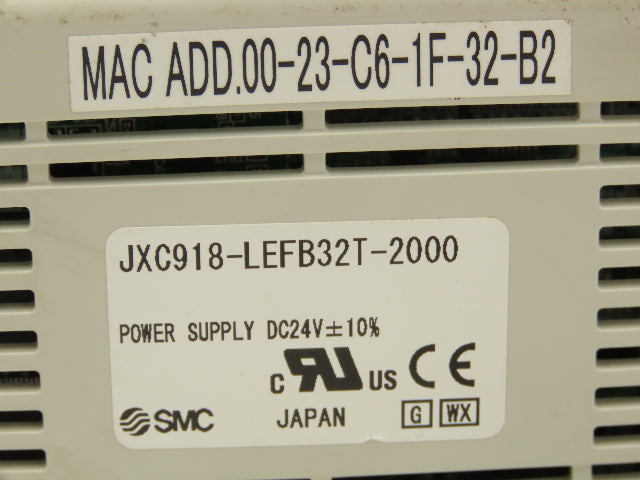 MAC ADD.00-23-C6-1F-32-B2
JXC918-LEFB32T-2000
POWER SUPPLY DC24V±10%
C RU US CE
SMC JAPAN G WX